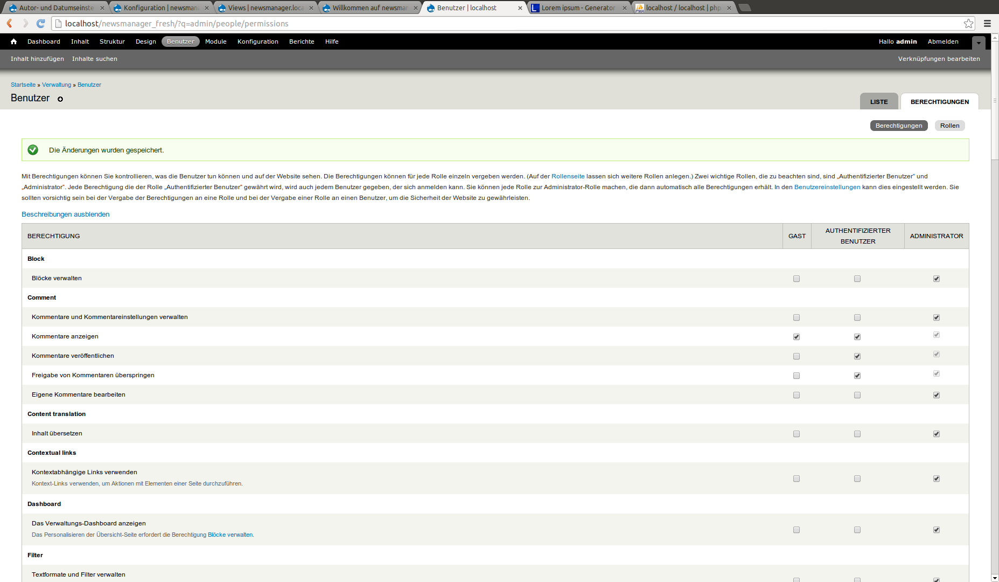 Autor- und Datumseinste
Konfiguration | newsmana
Views | newsmanager.loca
Willkommen auf newsman
Benutzer | localhost
Lorem ipsum - Generator
localhost / localhost | php
localhost/newsmanager_fresh/?q=admin/people/permissions
Dashboard Inhalt Struktur Design Benutzer Module Konfiguration Berichte Hilfe
Hallo admin Abmelden
Inhalt hinzufügen Inhalte suchen
Verknüpfungen bearbeiten
Startseite » Verwaltung » Benutzer
Benutzer
LISTE
BERECHTIGUNGEN
Berechtigungen
Rollen
Die Änderungen wurden gespeichert.
Mit Berechtigungen können Sie kontrollieren, was die Benutzer tun können und auf der Website sehen. Die Berechtigungen können für jede Rolle einzeln vergeben werden. (Auf der Rollenseite lassen sich weitere Rollen anlegen.) Zwei wichtige Rollen, die zu beachten sind, sind „Authentifizierter Benutzer“ und
„Administrator“. Jede Berechtigung die der Rolle „Authentifizierter Benutzer“ gewährt wird, wird auch jedem Benutzer gegeben, der sich anmelden kann. Sie können jede Rolle zur Administrator-Rolle machen, die dann automatisch alle Berechtigungen erhält. In den Benutzereinstellungen kann dies eingestellt werden. Sie
sollten vorsichtig sein bei der Vergabe der Berechtigungen an eine Rolle und bei der Vergabe einer Rolle an einen Benutzer, um die Sicherheit der Website zu gewährleisten.
Beschreibungen ausblenden
BERECHTIGUNG
GAST
AUTHENTIFIZIERTER
BENUTZER
ADMINISTRATOR
Block
Blöcke verwalten
Comment
Kommentare und Kommentareinstellungen verwalten
Kommentare anzeigen
Kommentare veröffentlichen
Freigabe von Kommentaren überspringen
Eigene Kommentare bearbeiten
Content translation
Inhalt übersetzen
Contextual links
Kontextabhängige Links verwenden
Kontext-Links verwenden, um Aktionen mit Elementen einer Seite durchzuführen.
Dashboard
Das Verwaltungs-Dashboard anzeigen
Das Personalisieren der Übersicht-Seite erfordert die Berechtigung Blöcke verwalten.
Filter
Textformate und Filter verwalten